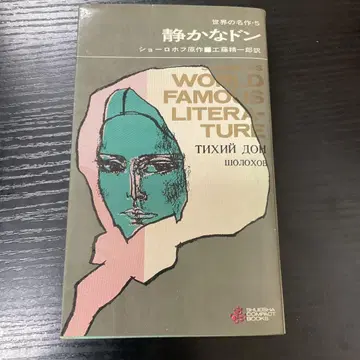 世界の名作・5
静かなドン
ショーロホフ原作■工藤精一郎訳
WORLD
FAMOUS
LITERA-
TURE
ТИХИЙ ДОН
ШОЛОХОВ
SHUEISHA
COMPACT
BOOKS